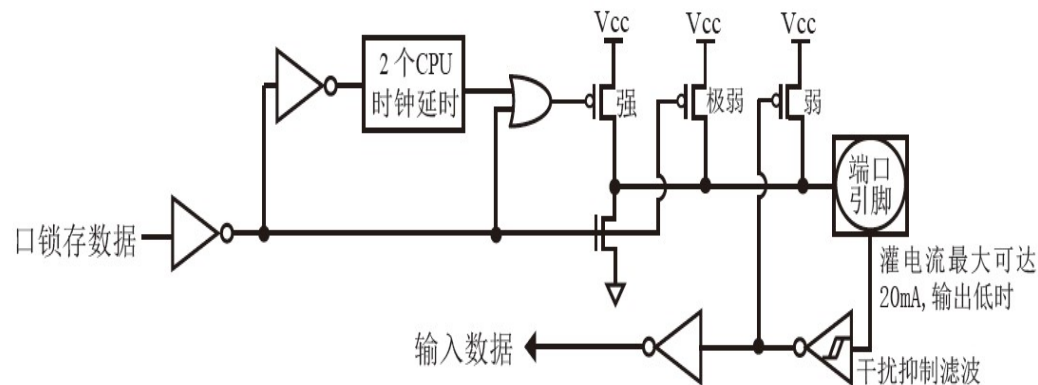 Vcc
Vcc
Vcc
2个CPU
时钟延时
强
极弱
弱
端口
引脚
口锁存数据
灌电流最大可达
20mA,输出低时
输入数据
干扰抑制滤波